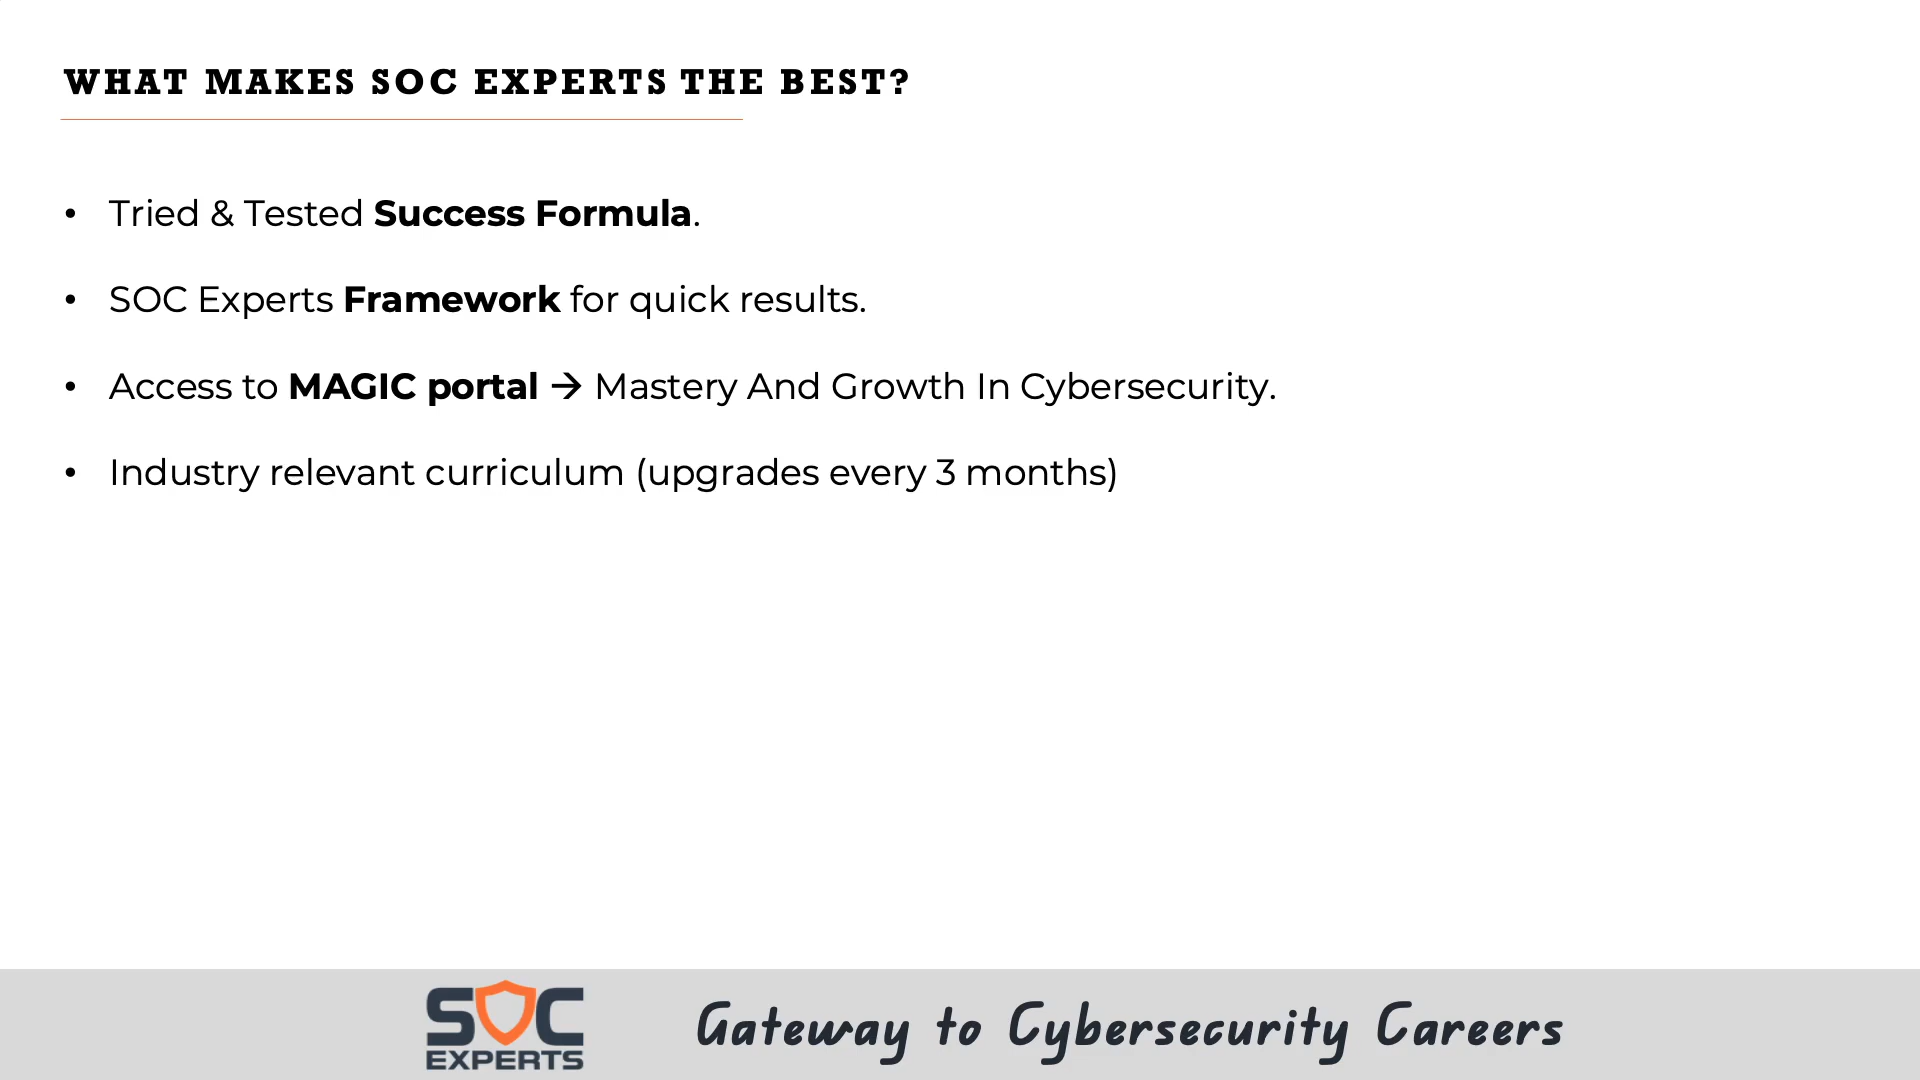 WHAT MAKES SOC EXPERTS THE BEST?
• Tried & Tested Success Formula.
• SOC Experts Framework for quick results.
• Access to MAGIC portal → Mastery And Growth In Cybersecurity.
• Industry relevant curriculum (upgrades every 3 months)
SOC
EXPERTS
Gateway to Cybersecurity Careers